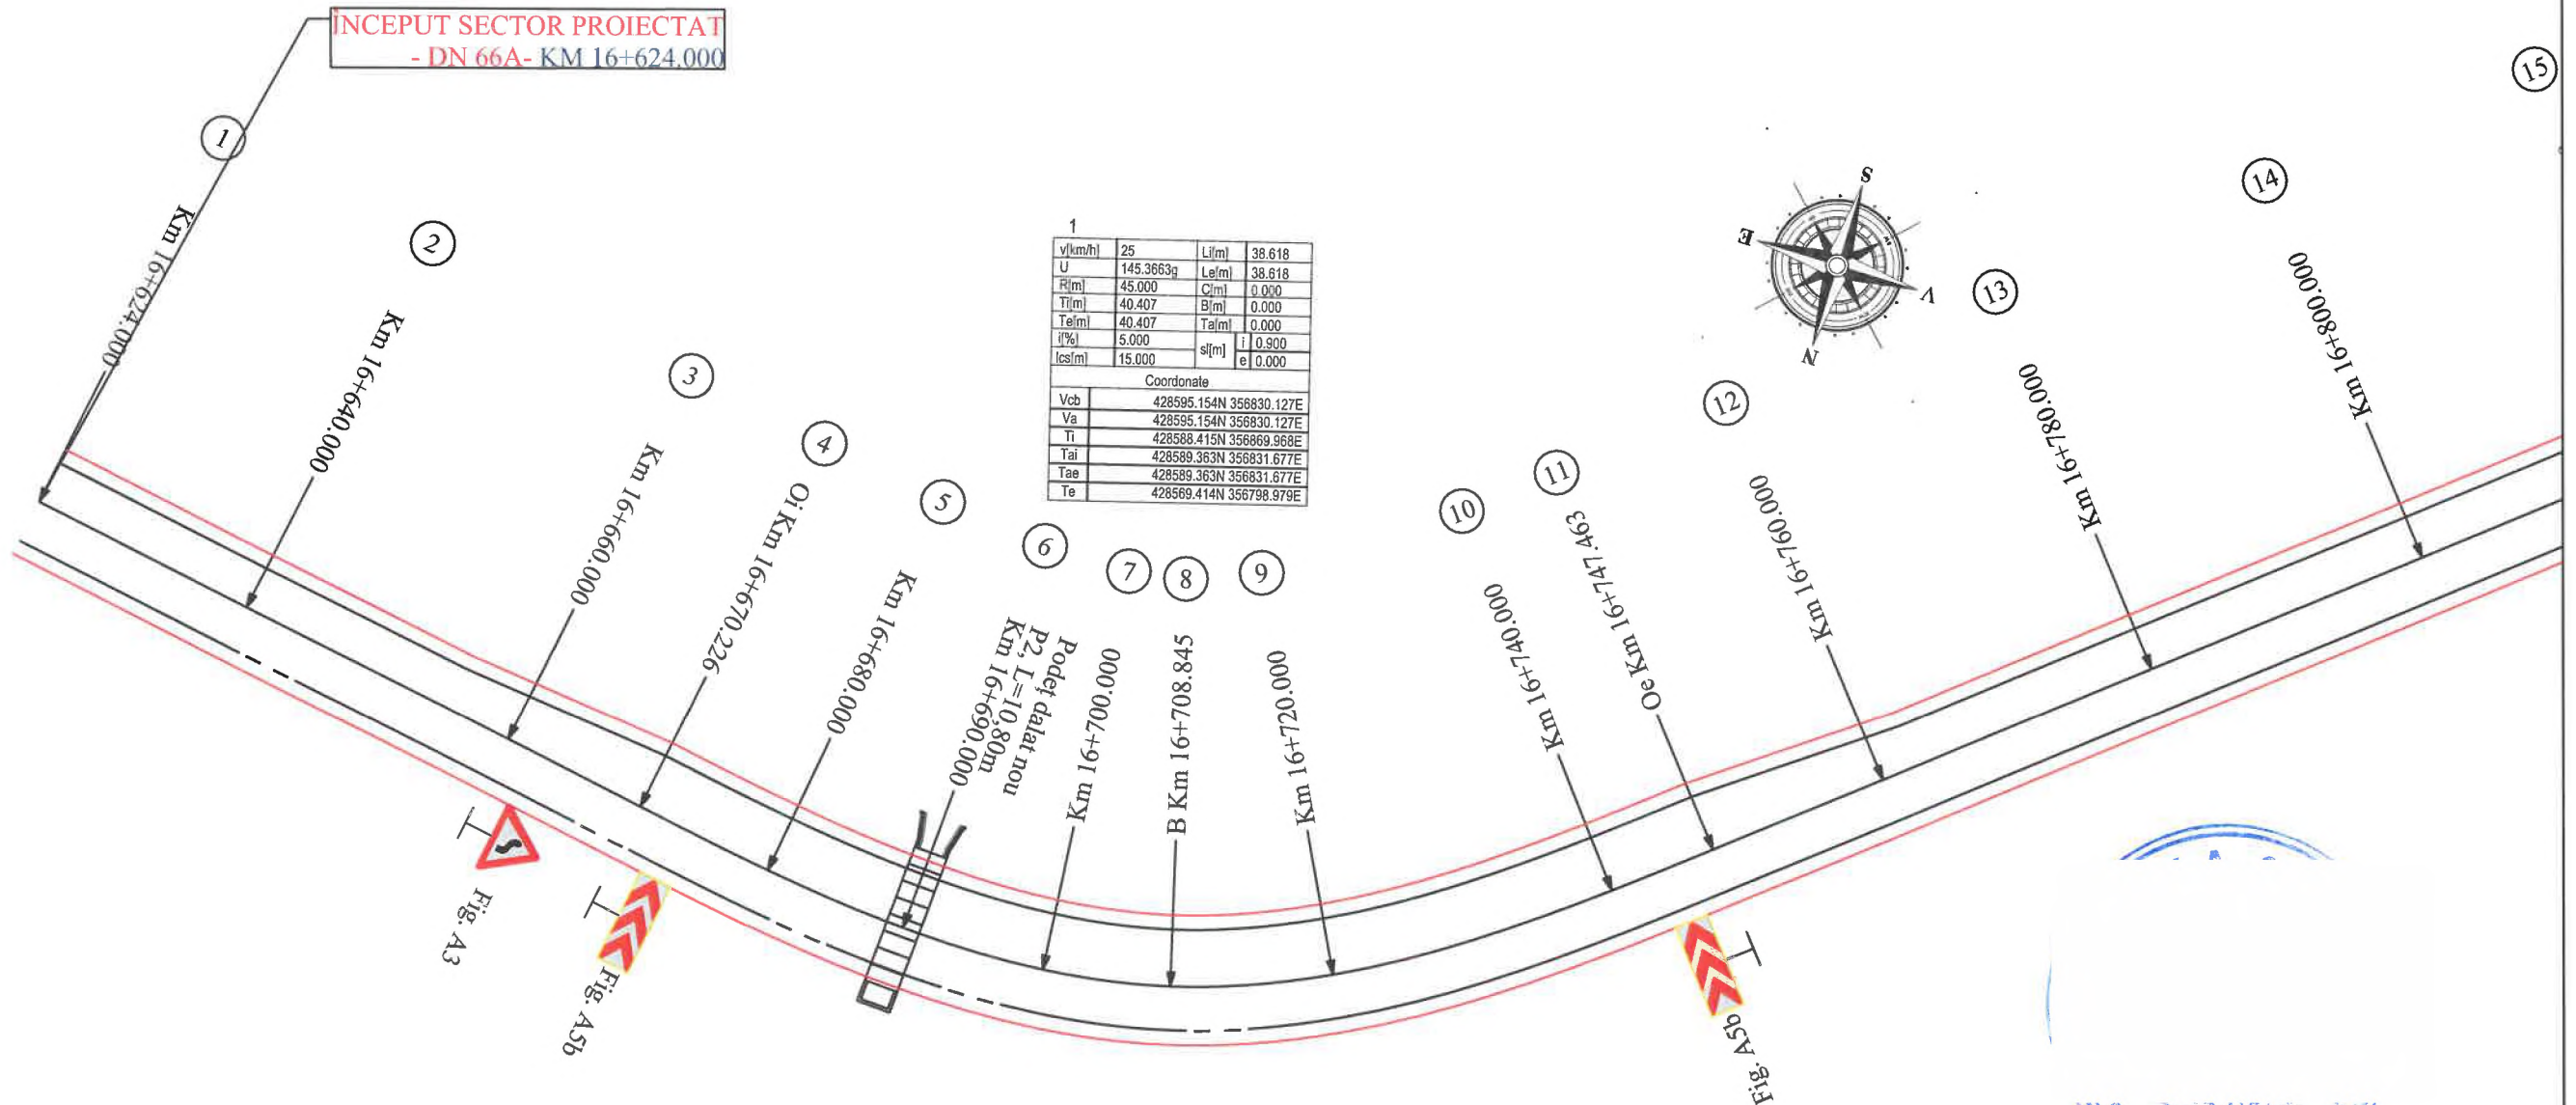 ÎNCEPUT SECTOR PROIECTAT
- DN 66A- KM 16+624.000
1
Km 16+624.000
2
Km 16+640.000
3
Km 16+660.000
4
Oi Km 16+670.226
5
Km 16+680.000
6
Podeț dalat nou
P2, L=10,80m
Km 16+690.000
7
Km 16+700.000
8
B Km 16+708.845
9
Km 16+720.000
10
Km 16+740.000
11
Oe Km 16+747.463
12
Km 16+760.000
13
Km 16+780.000
14
Km 16+800.000
15
1
v[km/h] 25 Li[m] 38.618
U 145.3663g Le[m] 38.618
R[m] 45.000 C[m] 0.000
Ti[m] 40.407 B[m] 0.000
Te[m] 40.407 Ta[m] 0.000
i[%] 5.000 sl[m] i 0.900
lcs[m] 15.000 e 0.000
Coordonate
Vcb 428595.154N 356830.127E
Va 428595.154N 356830.127E
Ti 428588.415N 356869.968E
Tai 428589.363N 356831.677E
Tae 428589.363N 356831.677E
Te 428569.414N 356798.979E
S
E
V
N
Fig. A3
Fig. A5b
Fig. A5b